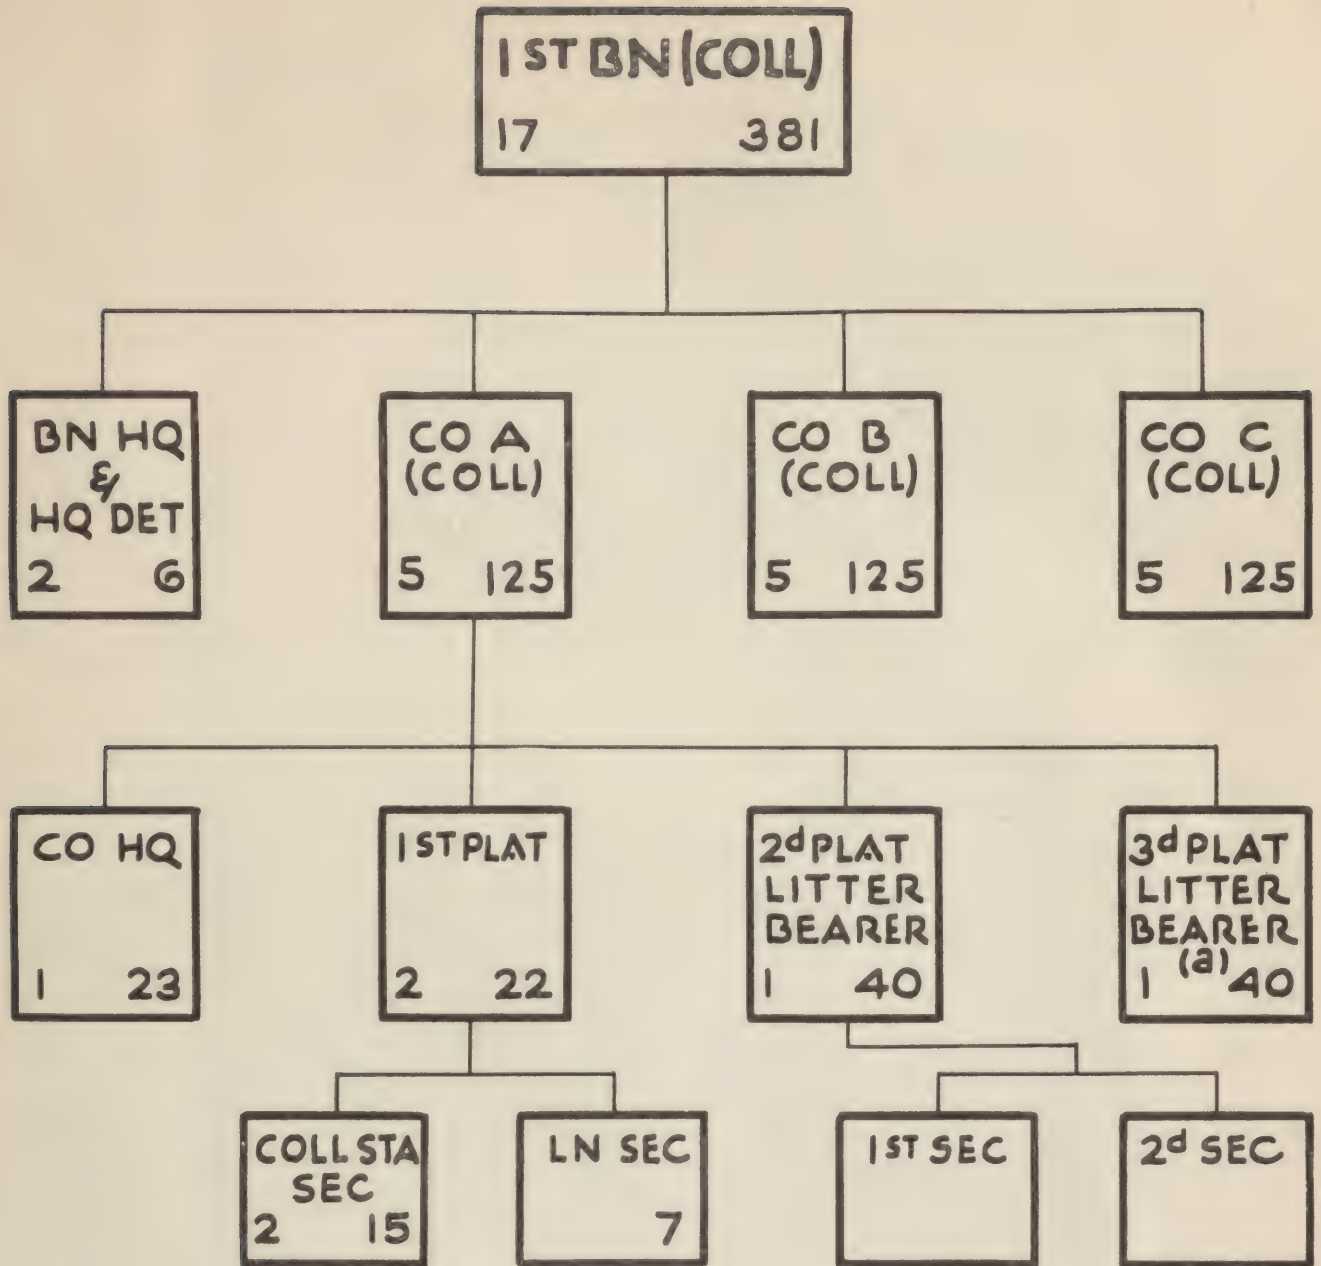 1ST BN (COLL)
17 381
BN HQ
&
HQ DET
2 6
CO A
(COLL)
5 125
CO B
(COLL)
5 125
CO C
(COLL)
5 125
CO HQ
1 23
1ST PLAT
2 22
2d PLAT
LITTER
BEARER
1 40
3d PLAT
LITTER
BEARER
(a)
1 40
COLL STA
SEC
2 15
LN SEC
7
1ST SEC
2d SEC